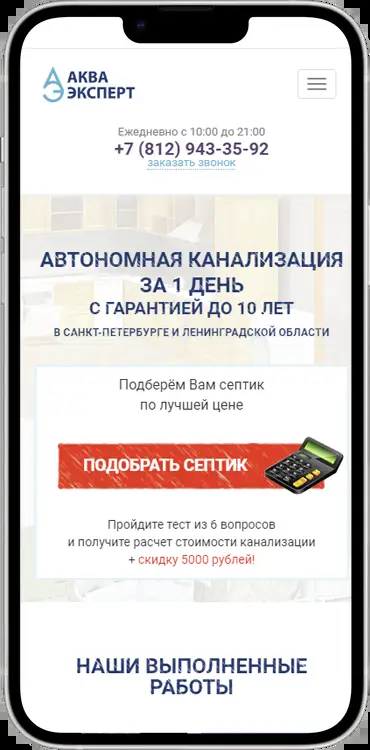 АКВА
ЭКСПЕРТ
Ежедневно с 10:00 до 21:00
+7 (812) 943-35-92
заказать звонок
АВТОНОМНАЯ КАНАЛИЗАЦИЯ
ЗА 1 ДЕНЬ
С ГАРАНТИЕЙ ДО 10 ЛЕТ
В САНКТ-ПЕТЕРБУРГЕ И ЛЕНИНГРАДСКОЙ ОБЛАСТИ
Подберём Вам септик
по лучшей цене
ПОДОБРАТЬ СЕПТИК
Пройдите тест из 6 вопросов
и получите расчет стоимости канализации
+ скидку 5000 рублей!
НАШИ ВЫПОЛНЕННЫЕ
РАБОТЫ